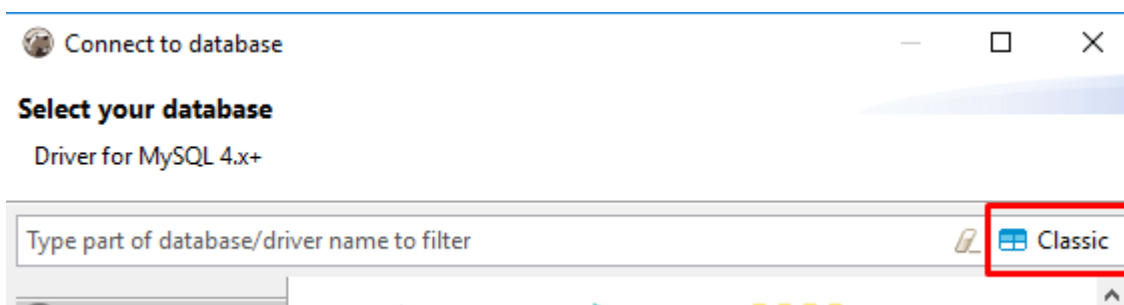 Connect to database
Select your database
Driver for MySQL 4.x+
Type part of database/driver name to filter
Classic